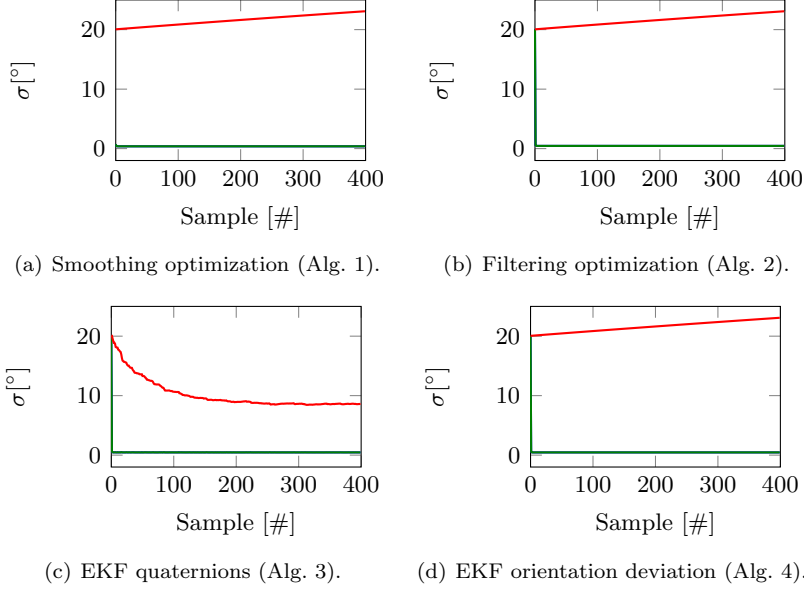 20
10
0
σ[°]
0 100 200 300 400
Sample [#]
(a) Smoothing optimization (Alg. 1).
20
10
0
σ[°]
0 100 200 300 400
Sample [#]
(b) Filtering optimization (Alg. 2).
20
10
0
σ[°]
0 100 200 300 400
Sample [#]
(c) EKF quaternions (Alg. 3).
20
10
0
σ[°]
0 100 200 300 400
Sample [#]
(d) EKF orientation deviation (Alg. 4).